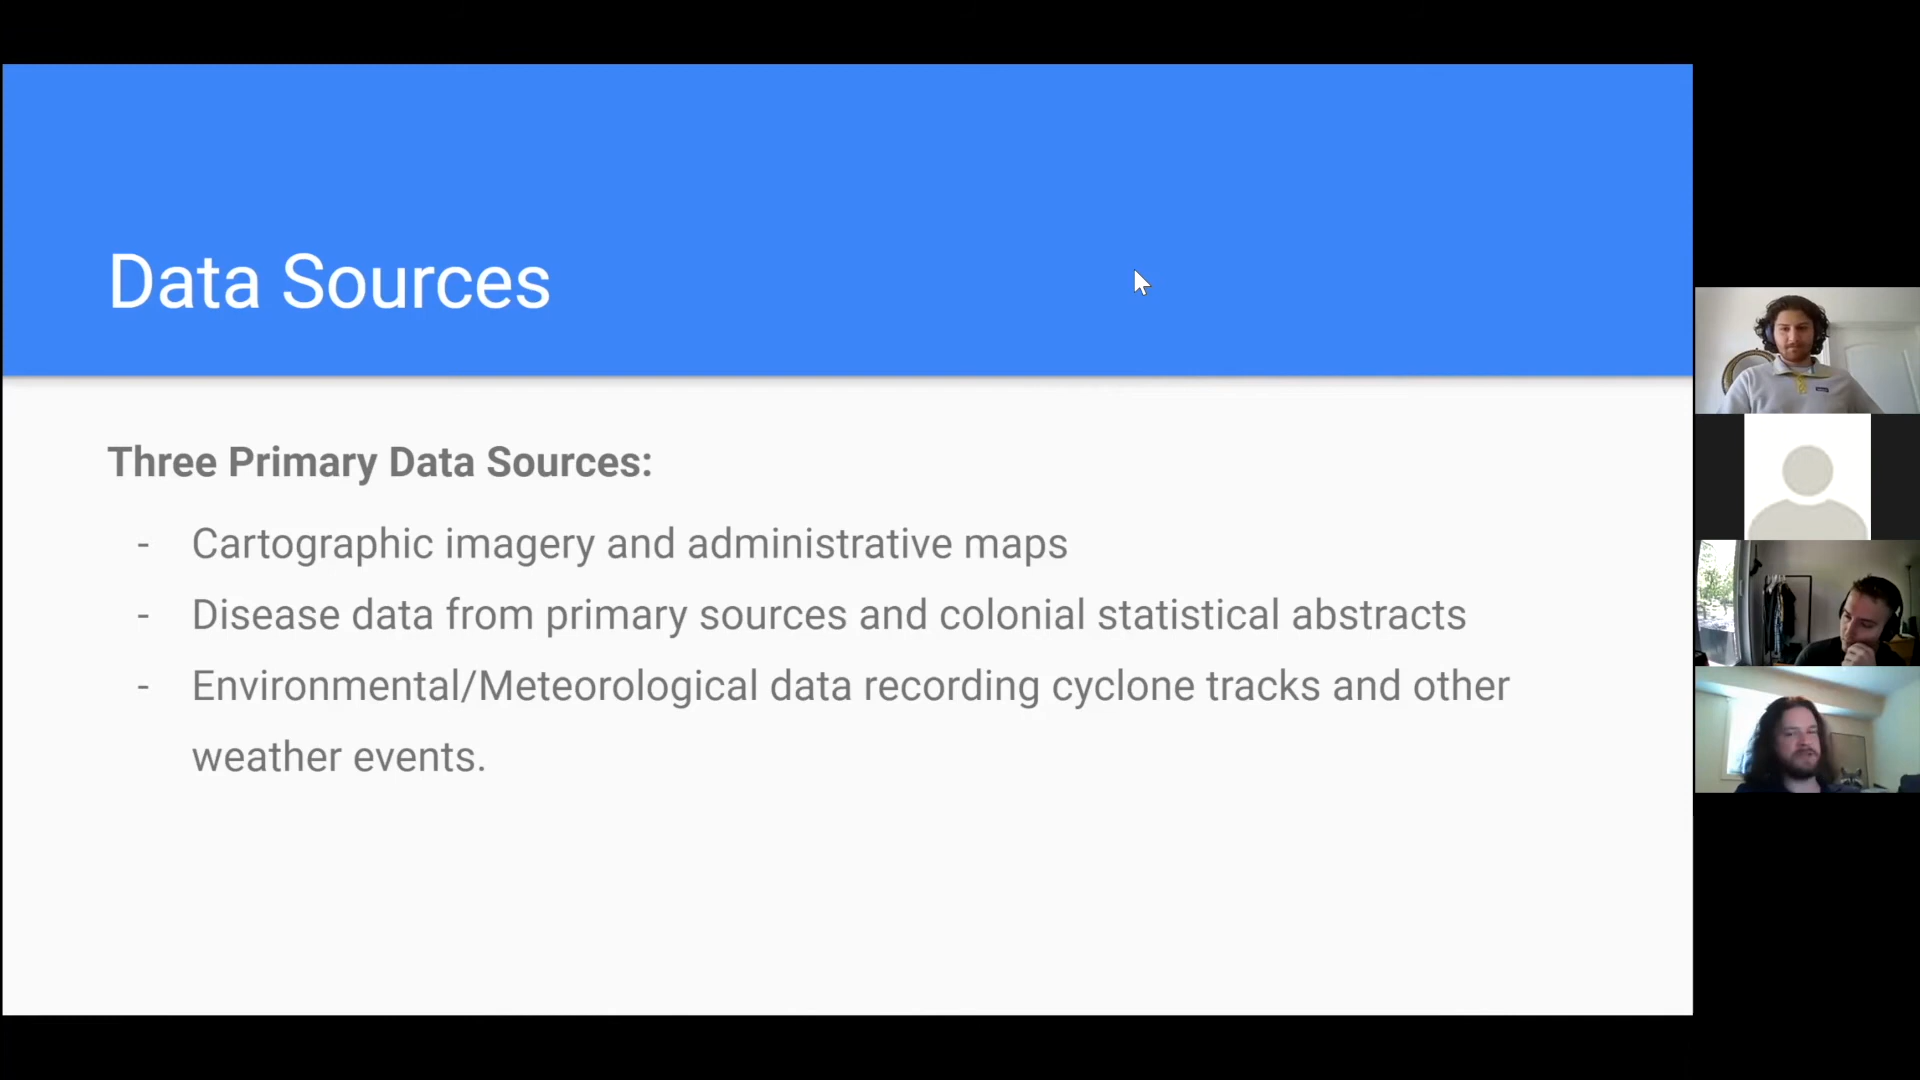 Data Sources
Three Primary Data Sources:
- Cartographic imagery and administrative maps
- Disease data from primary sources and colonial statistical abstracts
- Environmental/Meteorological data recording cyclone tracks and other
weather events.